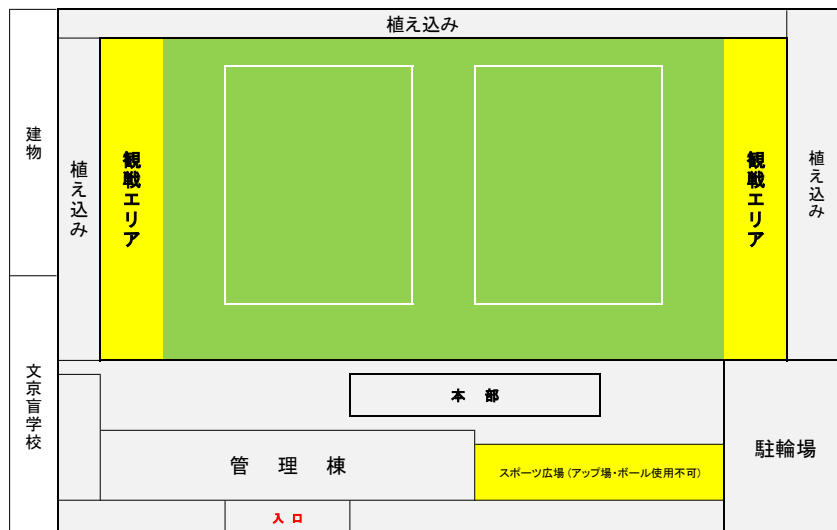 植え込み
建物
植え込み
観戦エリア
観戦エリア
植え込み
文京盲学校
本 部
管 理 棟
スポーツ広場（アップ場・ボール使用不可）
駐輪場
入 口